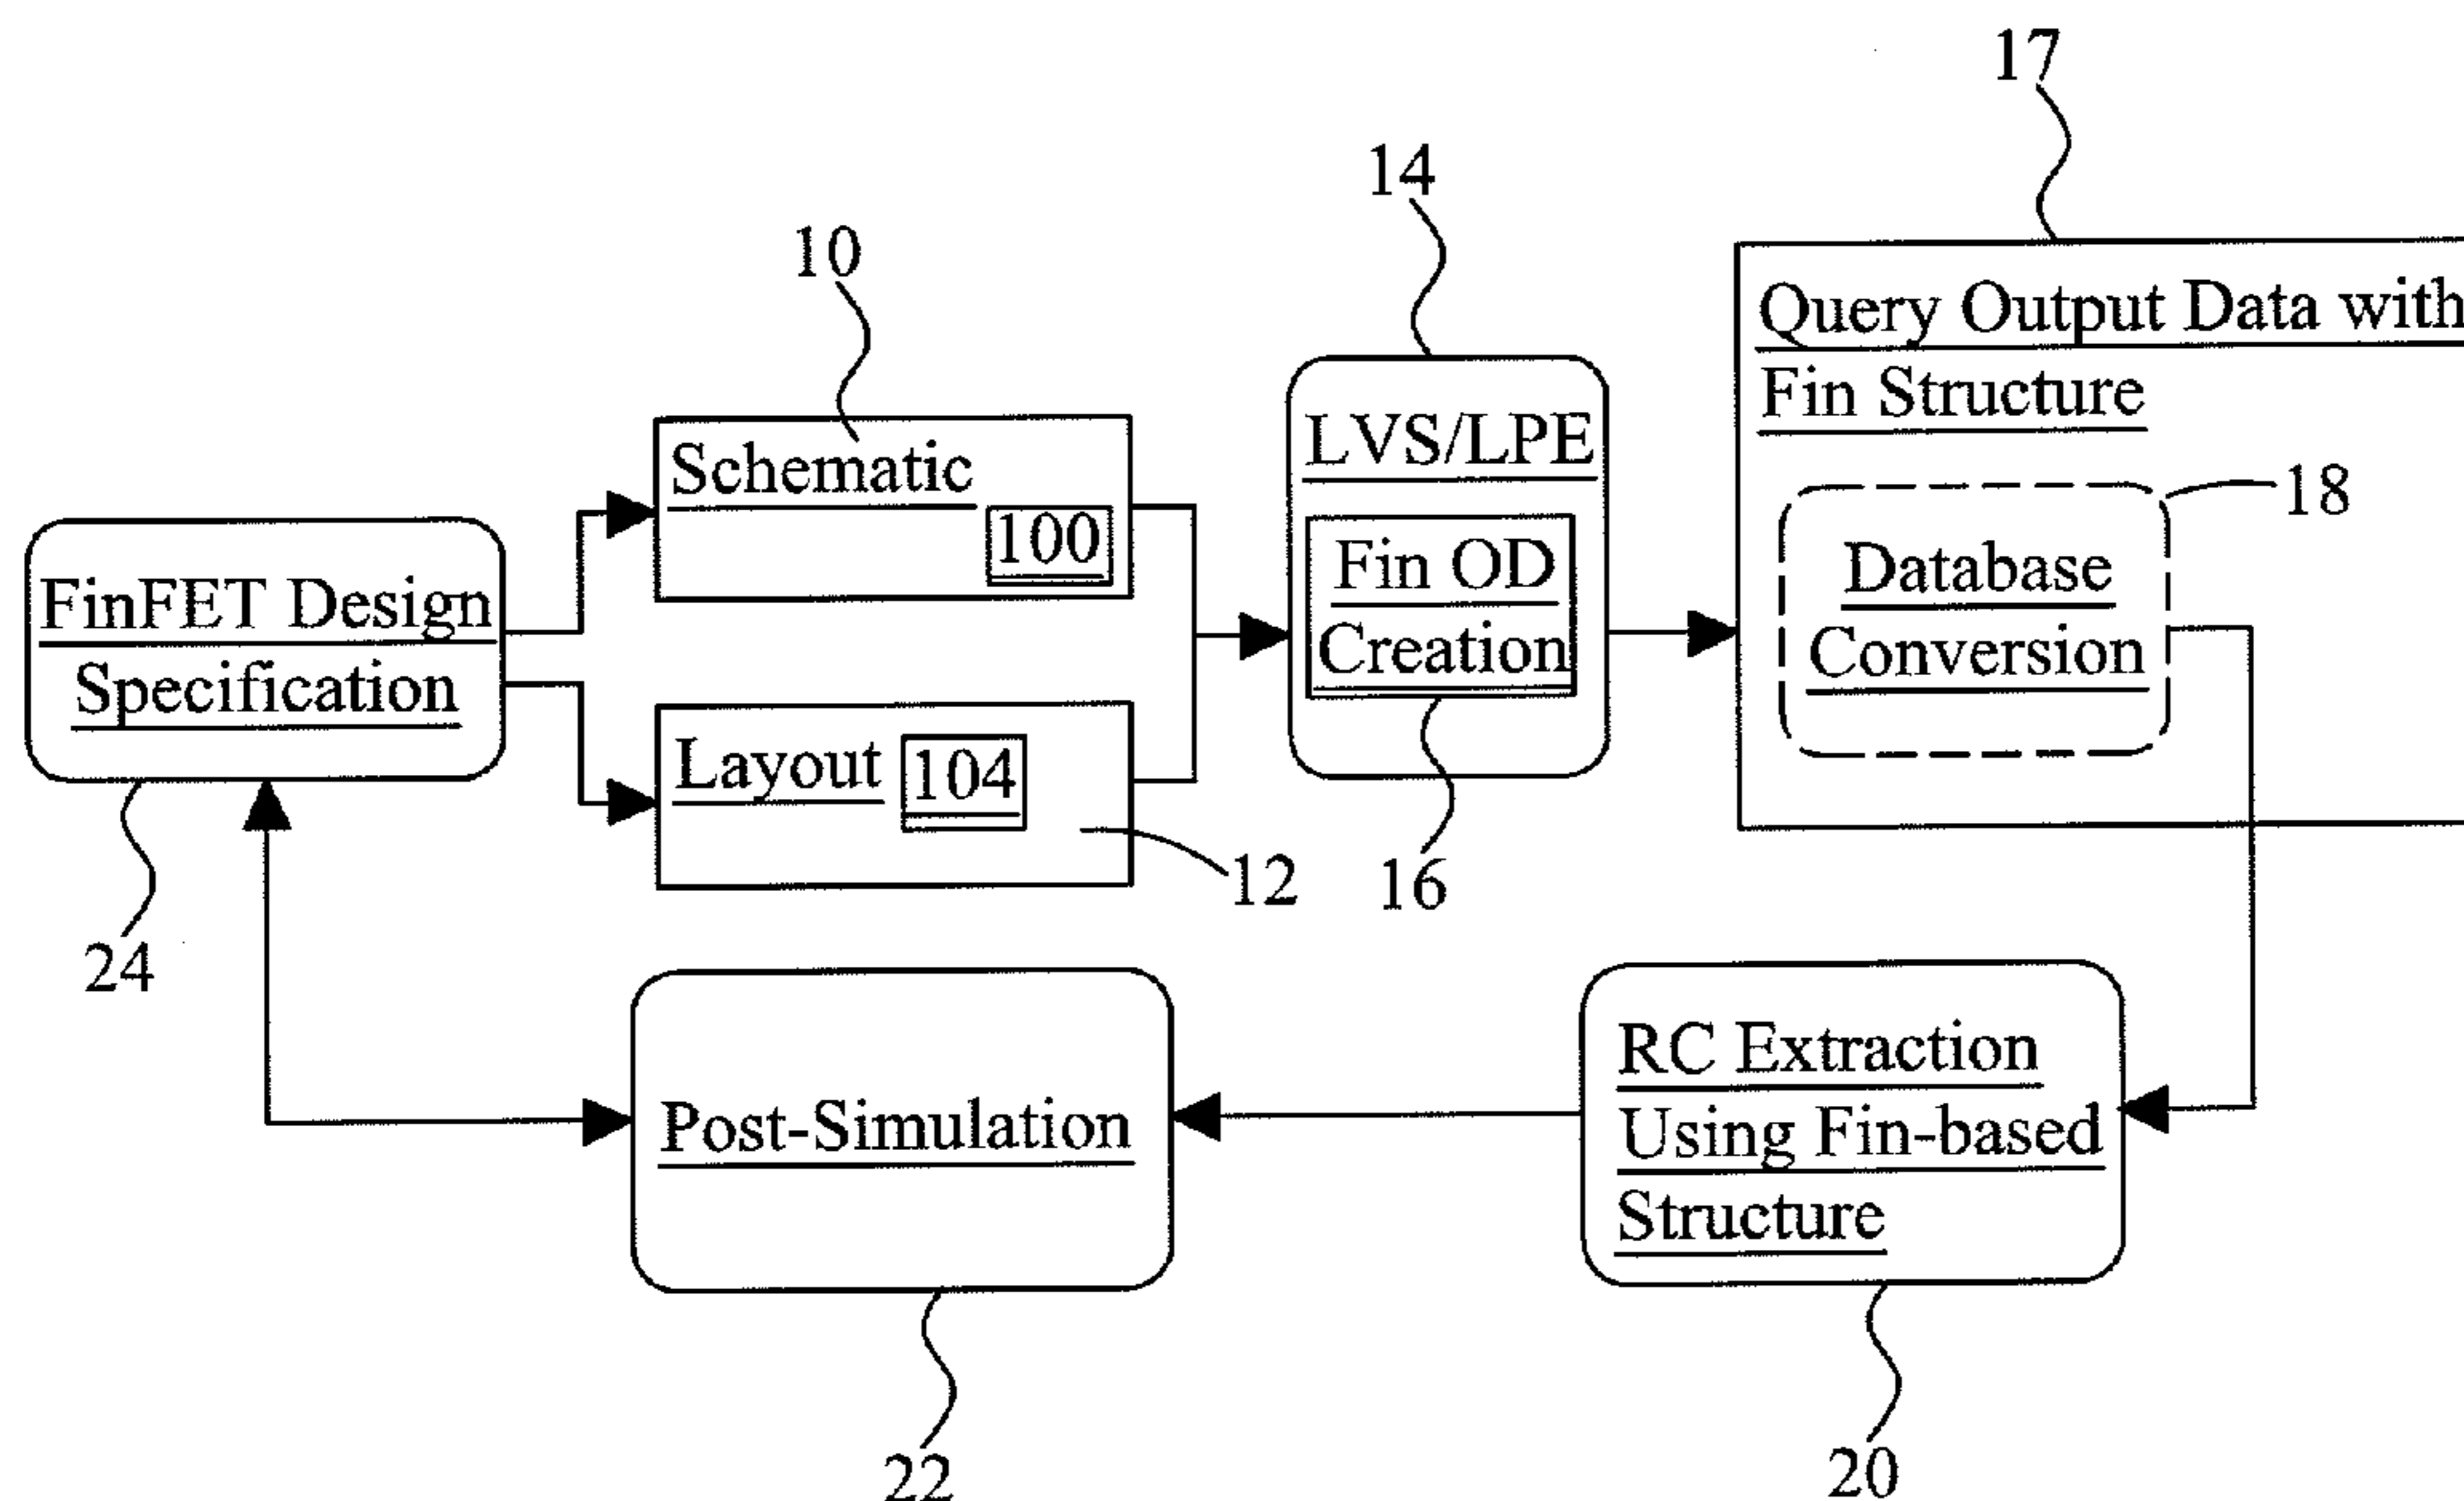 17
14
10
Query Output Data with
Fin Structure
Schematic
100
LVS/LPE
18
Fin OD
Creation
Database
Conversion
FinFET Design
Specification
Layout
104
12
16
24
RC Extraction
Using Fin-based
Structure
Post-Simulation
22
20